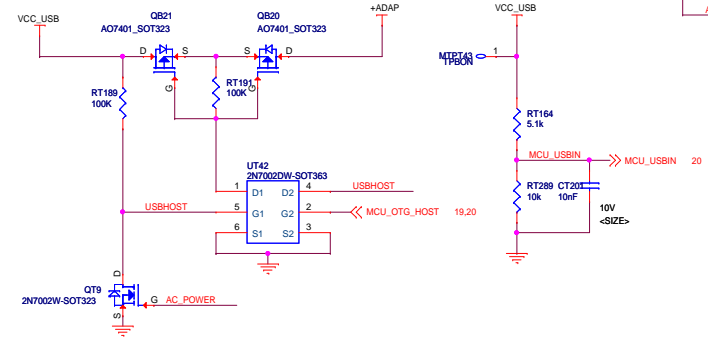 QB21
AO7401_SOT323
QB20
AO7401_SOT323
+ADAP
VCC_USB
VCC_USB
D
S
S
D
G
G
RT189
100K
RT191
100K
MTPT43
TPBON
1
RT164
5.1k
MCU_USBIN
MCU_USBIN 20
RT289
10k
CT201
10nF
10V
<SIZE>
UT42
2N7002DW-SOT363
1 D1 D2 4 USBHOST
USBHOST 5 G1 G2 2 MCU_OTG_HOST 19,20
6 S1 S2 3
D
QT9
2N7002W-SOT323
G AC_POWER
S